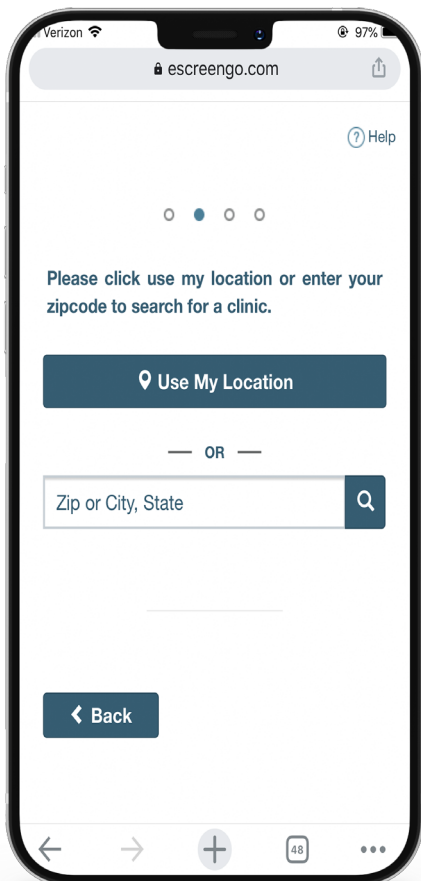 Verizon 97%
escreengo.com
? Help
Please click use my location or enter your
zipcode to search for a clinic.
Use My Location
OR
Zip or City, State
Back
48